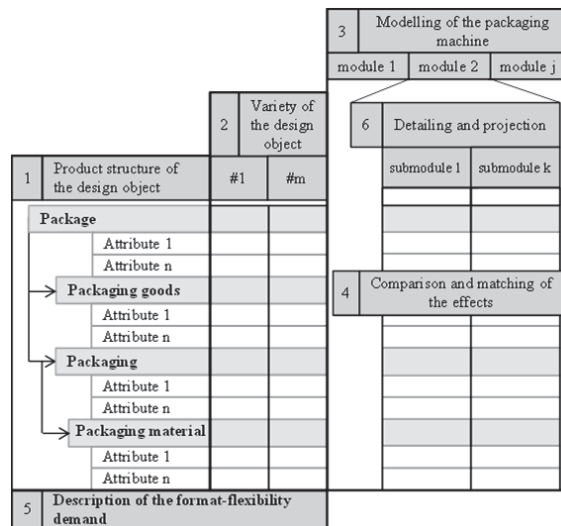 3
Modelling of the packaging
machine
module 1
module 2
module j
2
Variety of
the design
object
6
Detailing and projection
1
Product structure of
the design object
#1
#m
submodule 1
submodule k
Package
Attribute 1
Attribute n
Packaging goods
4
Comparison and matching of
the effects
Attribute 1
Attribute n
Packaging
Attribute 1
Attribute n
Packaging material
Attribute 1
Attribute n
5
Description of the format-flexibility
demand